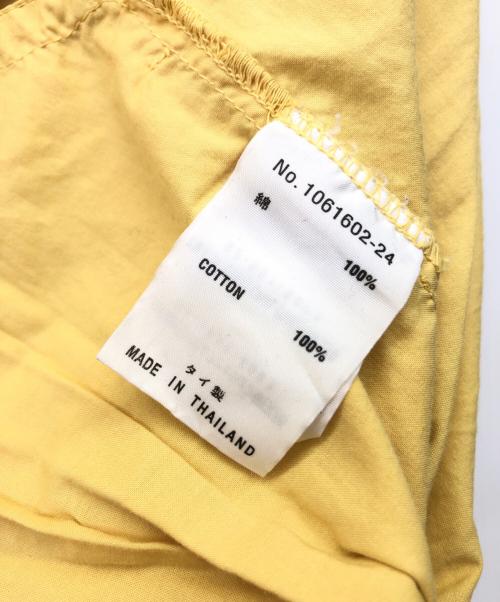 No. 1061602-24
綿 100%
COTTON 100%
タイ製
MADE IN THAILAND